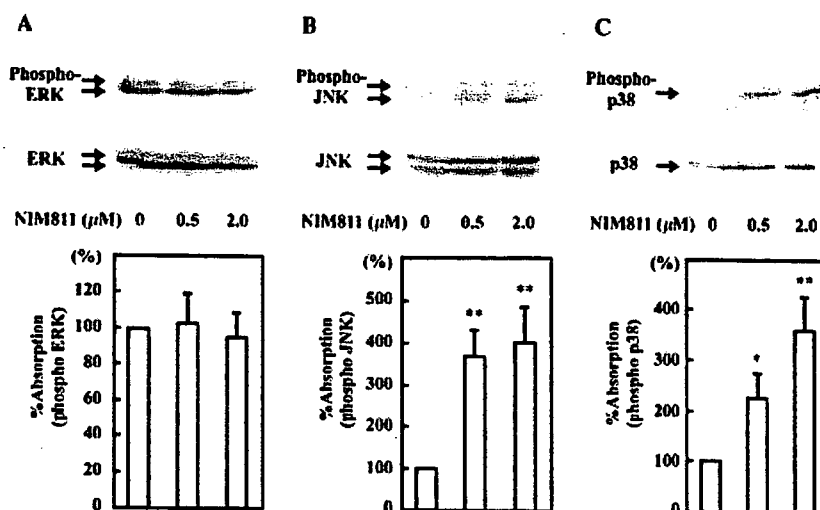 A
Phospho-
ERK
ERK
NIM811 (μM) 0 0.5 2.0
(%)
120
100
80
60
40
20
0
%Absorption
(phospho ERK)
B
Phospho-
JNK
JNK
NIM811 (μM) 0 0.5 2.0
(%)
500
400
300
200
100
0
%Absorption
(phospho JNK)
**
**
C
Phospho-
p38
p38
NIM811 (μM) 0 0.5 2.0
(%)
400
300
200
100
0
%Absorption
(phospho p38)
*
**